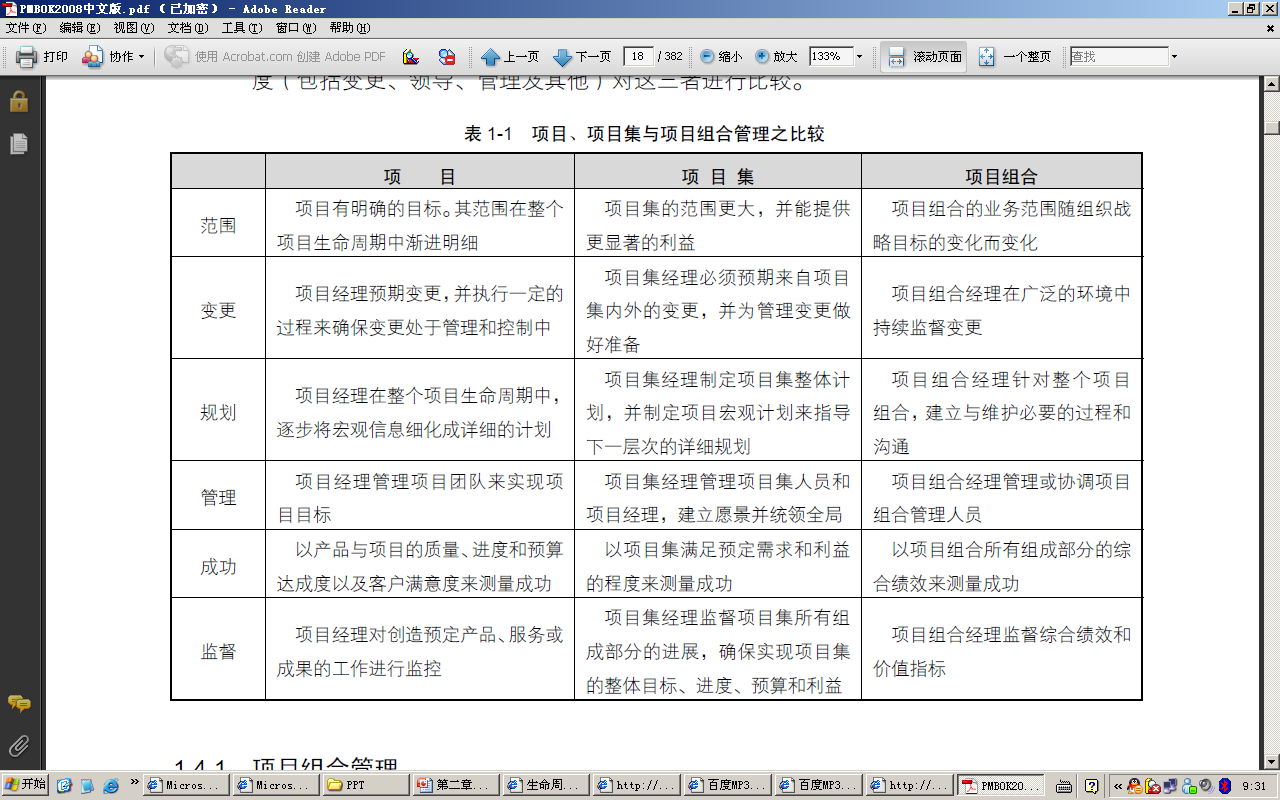 PMBOK2008中文版.pdf (已加密) - Adobe Reader
文件(F) 编辑(E) 视图(V) 文档(D) 工具(T) 窗口(W) 帮助(H)
打印 协作 使用 Acrobat.com 创建 Adobe PDF 上一页 下一页 18 / 382 缩小 放大 133% 滚动页面 一个整页 查找
度（包括变更、领导、管理及其他）对这三者进行比较。
表 1-1 项目、项目集与项目组合管理之比较
项 目 项 目 集 项目组合
范围
项目有明确的目标。其范围在整个
项目生命周期中渐进明细
项目集的范围更大，并能提供
更显著的利益
项目组合的业务范围随组织战
略目标的变化而变化
变更
项目经理预期变更，并执行一定的
过程来确保变更处于管理和控制中
项目集经理必须预期来自项目
集内外的变更，并为管理变更做
好准备
项目组合经理在广泛的环境中
持续监督变更
规划
项目经理在整个项目生命周期中，
逐步将宏观信息细化成详细的计划
项目集经理制定项目集整体计
划，并制定项目宏观计划来指导
下一层次的详细规划
项目组合经理针对整个项目
组合，建立与维护必要的过程和
沟通
管理
项目经理管理项目团队来实现项
目目标
项目集经理管理项目集人员和
项目经理，建立愿景并统领全局
项目组合经理管理或协调项目
组合管理人员
成功
以产品与项目的质量、进度和预算
达成度以及客户满意度来测量成功
以项目集满足预定需求和利益
的程度来测量成功
以项目组合所有组成部分的综
合绩效来测量成功
监督
项目经理对创造预定产品、服务或
成果的工作进行监控
项目集经理监督项目集所有组
成部分的进展，确保实现项目集
的整体目标、进度、预算和利益
项目组合经理监督综合绩效和
价值指标
1.4.1 项目组合管理
开始 Micros... Micros... PPT 第二章... 生命周... http://... 百度MP3... 百度MP3... http://... PMBOK20... 9:31